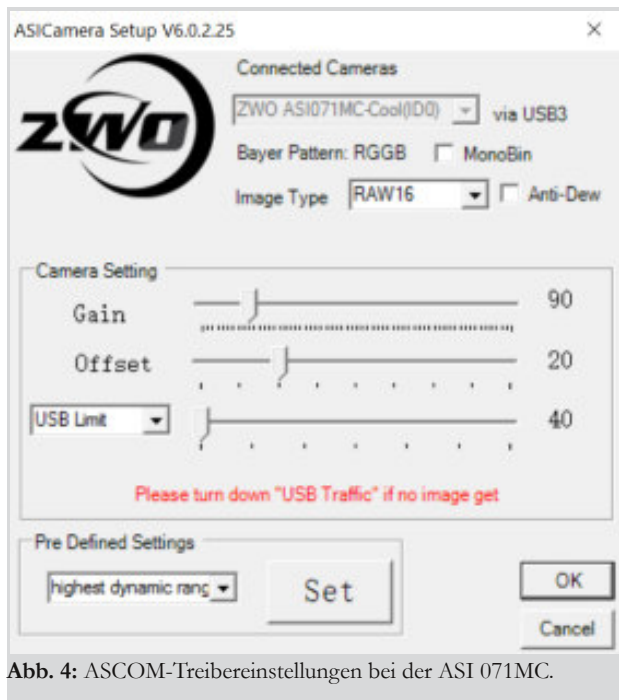 ASICamera Setup V6.0.2.25
ZWO
Connected Cameras
ZWO ASI071MC-Cool(ID0) via USB3
Bayer Pattern: RGGB MonoBin
Image Type RAW16 Anti-Dew
Camera Setting
Gain 90
Offset 20
USB Limit 40
Please turn down "USB Traffic" if no image get
Pre Defined Settings
highest dynamic rang Set
OK
Cancel
Abb. 4: ASCOM-Treibereinstellungen bei der ASI 071MC.